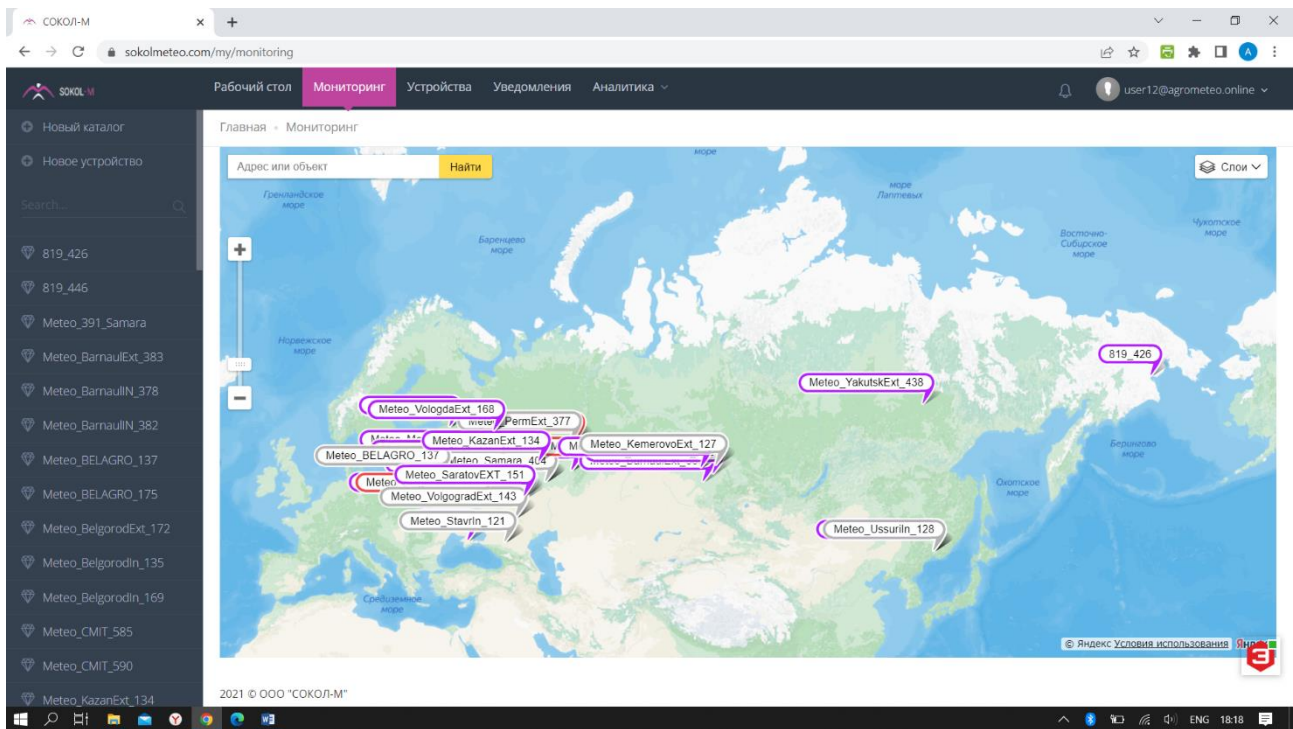 СОКОЛ-М
sokolmeteo.com/my/monitoring
A
SOKOL-M
Рабочий стол Мониторинг Устройства Уведомления Аналитика
user12@agrometeo.online
Новый каталог
Новое устройство
Search...
819_426
819_446
Meteo_391_Samara
Meteo_BarnaulExt_383
Meteo_BarnaulIN_378
Meteo_BarnaulIN_382
Meteo_BELAGRO_137
Meteo_BELAGRO_175
Meteo_BelgorodExt_172
Meteo_BelgorodIn_135
Meteo_BelgorodIn_169
Meteo_CMIT_585
Meteo_CMIT_590
Meteo_KazanExt_134
Главная Мониторинг
Адрес или объект Найти
Слои
море
Гренландское
море
море
Лаптевых
Чукотское
море
Баренцево
море
Восточно-
Сибирское
море
Норвежское
море
819_426
Meteo_YakutskExt_438
Meteo_VologdaExt_168
PermExt_377
Meteo_KazanExt_134
Meteo_KemerovoExt_127
Meteo_BELAGRO_137
Meteo_Samara_404
Берингово
море
Meteo_SaratovEXT_151
Meteo
Meteo_VolgogradExt_143
Охотское
море
Meteo_StavrIn_121
Meteo_UssuriIn_128
Средиземное
море
© Яндекс Условия использования
2021 © ООО "СОКОЛ-М"
ENG 18:18